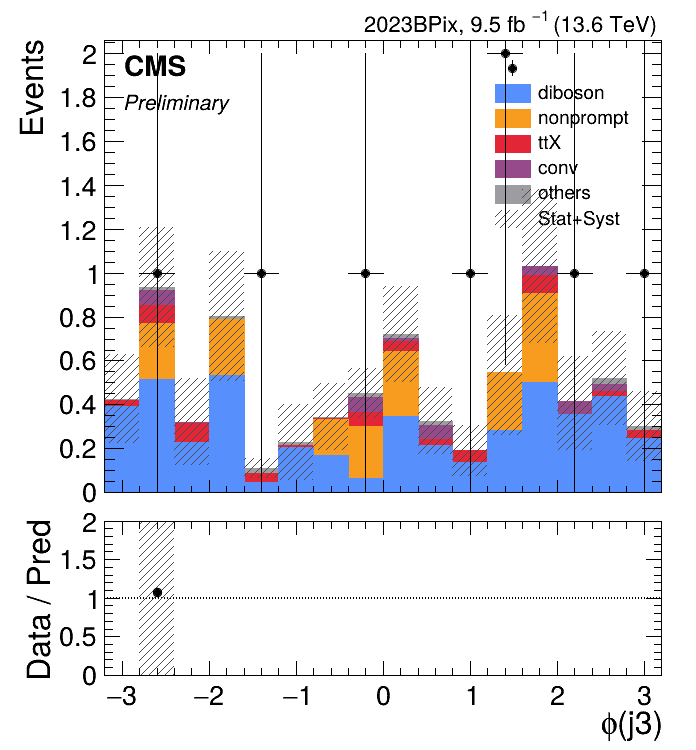 2023BPix, 9.5 fb⁻¹ (13.6 TeV)
CMS
Preliminary
Events
2
1.8
1.6
1.4
1.2
1
0.8
0.6
0.4
0.2
0
diboson
nonprompt
ttX
conv
others
Stat+Syst
Data / Pred
2
1.5
1
0.5
0
−3 −2 −1 0 1 2 3
ϕ(j3)